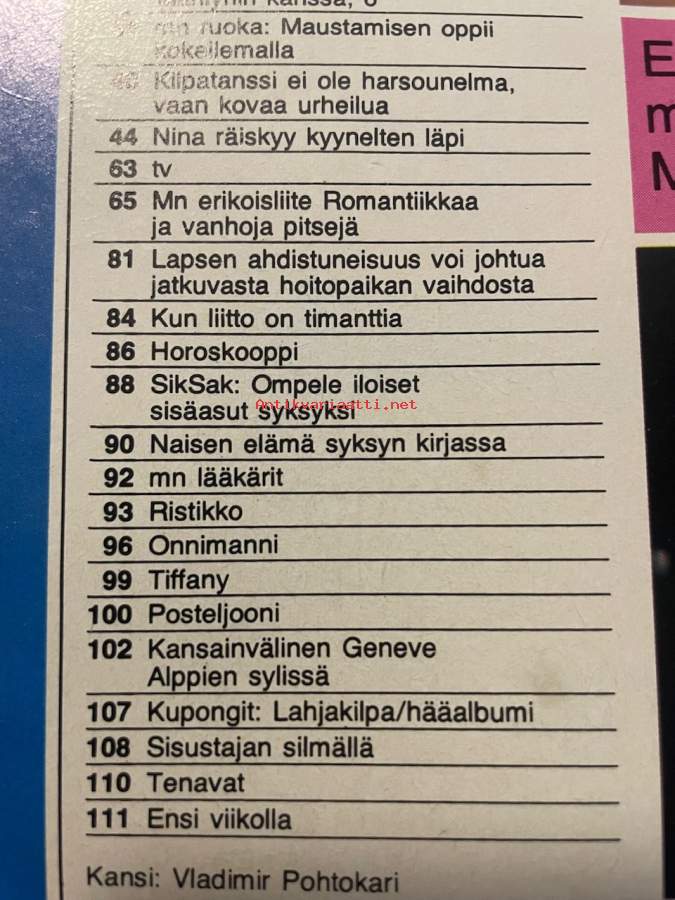 kanssa, 8
mn ruoka: Maustamisen oppii
kokeilemalla
40 Kilpatanssi ei ole harsounelma,
vaan kovaa urheilua
44 Nina räiskyy kyynelten läpi
63 tv
65 Mn erikoisliite Romantiikkaa
ja vanhoja pitsejä
81 Lapsen ahdistuneisuus voi johtua
jatkuvasta hoitopaikan vaihdosta
84 Kun liitto on timanttia
86 Horoskooppi
88 SikSak: Ompele iloiset
sisäasut syksyksi
Antikvariaatti.net
90 Naisen elämä syksyn kirjassa
92 mn lääkärit
93 Ristikko
96 Onnimanni
99 Tiffany
100 Posteljooni
102 Kansainvälinen Geneve
Alppien sylissä
107 Kupongit: Lahjakilpa/hääalbumi
108 Sisustajan silmällä
110 Tenavat
111 Ensi viikolla
Kansi: Vladimir Pohtokari
E
m
M